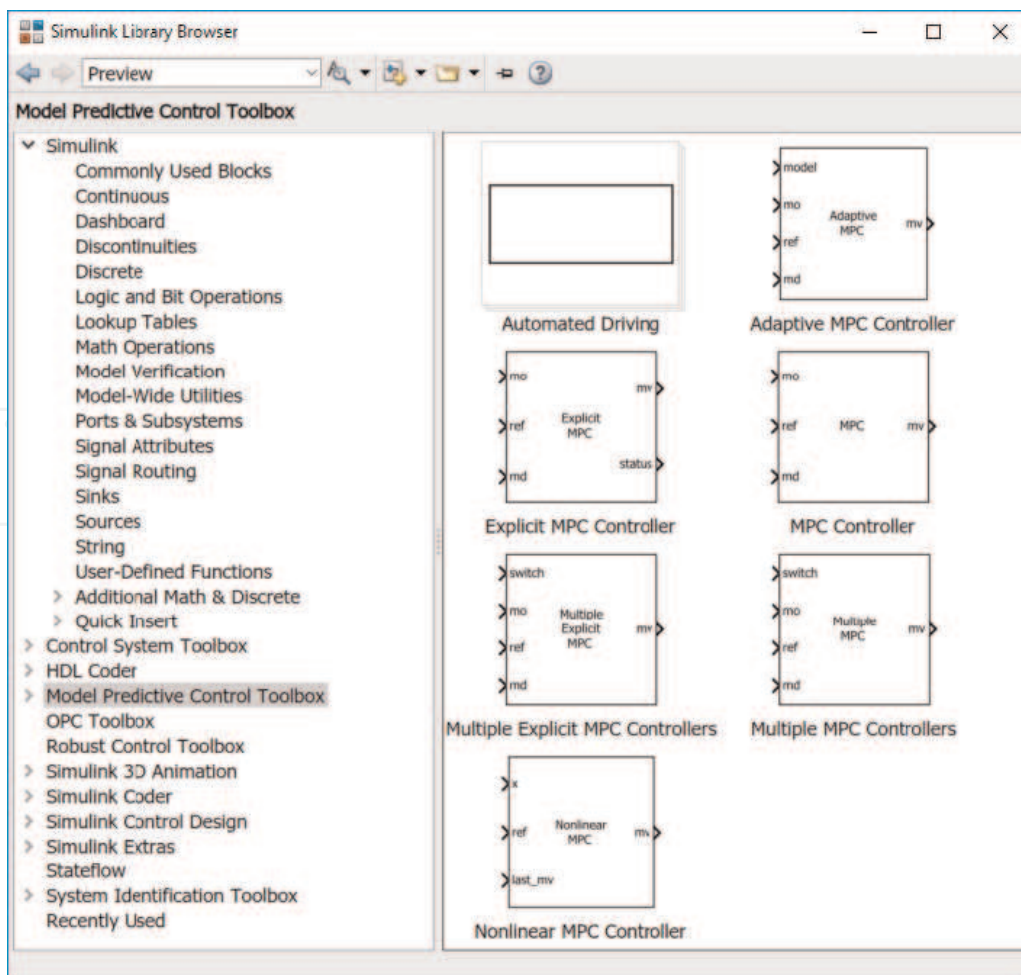 Simulink Library Browser
Preview
Model Predictive Control Toolbox
Simulink
Commonly Used Blocks
Continuous
Dashboard
Discontinuities
Discrete
Logic and Bit Operations
Lookup Tables
Math Operations
Model Verification
Model-Wide Utilities
Ports & Subsystems
Signal Attributes
Signal Routing
Sinks
Sources
String
User-Defined Functions
Additional Math & Discrete
Quick Insert
Control System Toolbox
HDL Coder
Model Predictive Control Toolbox
OPC Toolbox
Robust Control Toolbox
Simulink 3D Animation
Simulink Coder
Simulink Control Design
Simulink Extras
Stateflow
System Identification Toolbox
Recently Used
Automated Driving
model
mo
ref
md
Adaptive
MPC
mv
Adaptive MPC Controller
mo
ref
md
Explicit
MPC
mv
status
Explicit MPC Controller
mo
ref
md
MPC
mv
MPC Controller
switch
mo
ref
md
Multiple
Explicit
MPC
mv
Multiple Explicit MPC Controllers
switch
mo
ref
md
Multiple
MPC
mv
Multiple MPC Controllers
x
ref
last_mv
Nonlinear
MPC
mv
Nonlinear MPC Controller